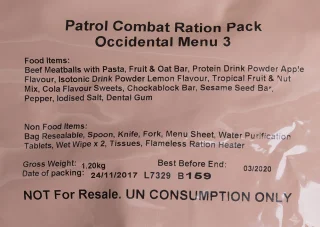 Patrol Combat Ration Pack
Occidental Menu 3
Food Items:
Beef Meatballs with Pasta, Fruit & Oat Bar, Protein Drink Powder Apple
Flavour, Isotonic Drink Powder Lemon Flavour, Tropical Fruit & Nut
Mix, Cola Flavour Sweets, Chockablock Bar, Sesame Seed Bar,
Pepper, Iodised Salt, Dental Gum
Non Food Items:
Bag Resealable, Spoon, Knife, Fork, Menu Sheet, Water Purification
Tablets, Wet Wipe x 2, Tissues, Flameless Ration Heater
Gross Weight: 1.20kg Best Before End: 03/2020
Date of packing: 24/11/2017 L7329 B159
NOT For Resale. UN CONSUMPTION ONLY